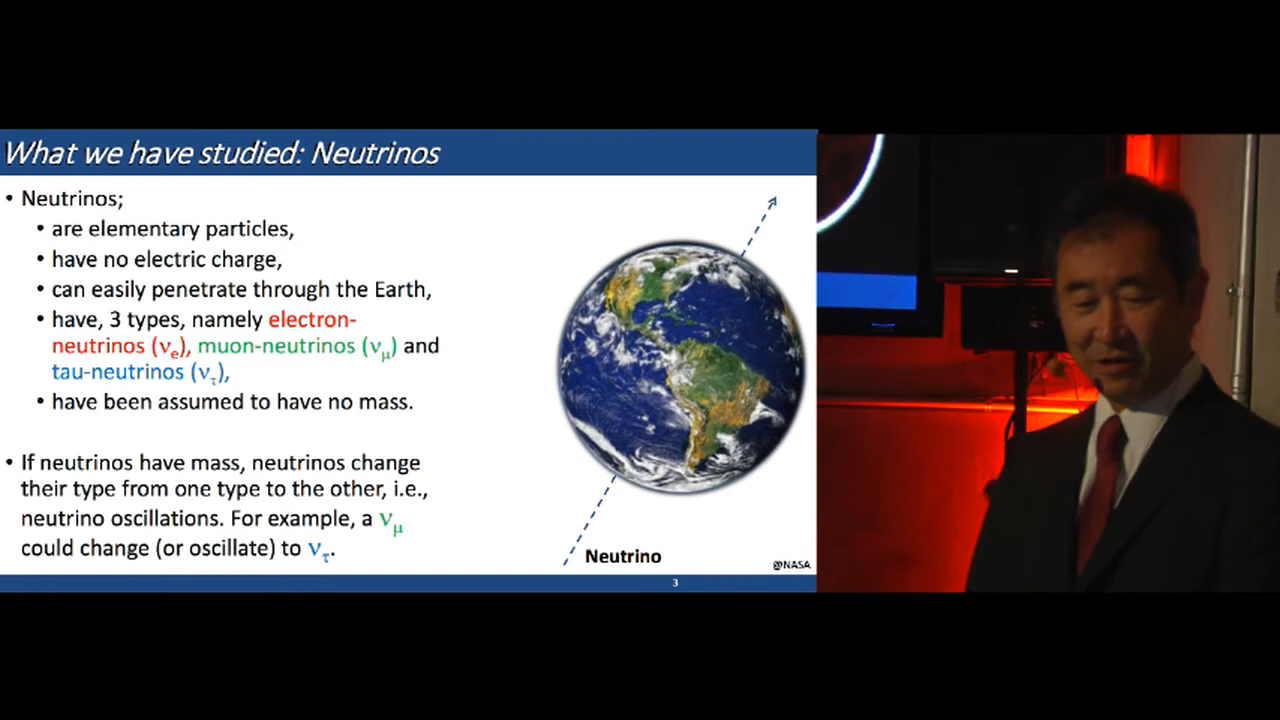 What we have studied: Neutrinos
• Neutrinos;
• are elementary particles,
• have no electric charge,
• can easily penetrate through the Earth,
• have, 3 types, namely electron-
neutrinos (νe), muon-neutrinos (νμ) and
tau-neutrinos (ντ),
• have been assumed to have no mass.
• If neutrinos have mass, neutrinos change
their type from one type to the other, i.e.,
neutrino oscillations. For example, a νμ
could change (or oscillate) to ντ.
Neutrino
@NASA
3